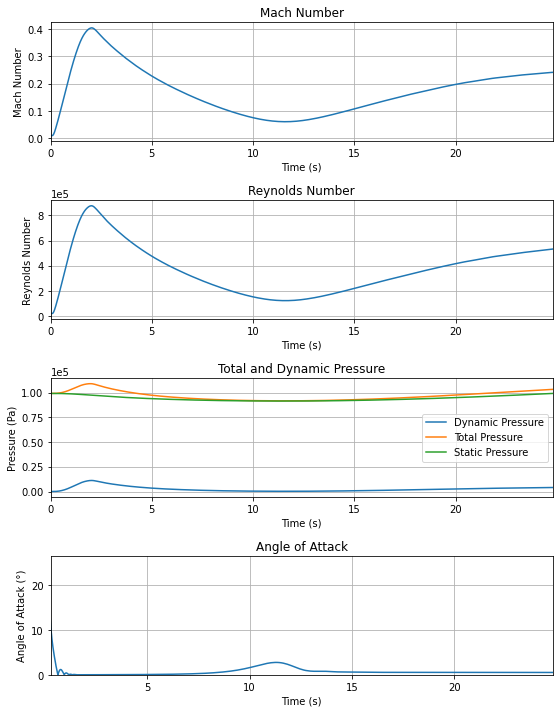 Mach Number
0.4
0.3
0.2
0.1
0.0
Mach Number
0 5 10 15 20
Time (s)
Reynolds Number
1e5
8
6
4
2
0
Reynolds Number
0 5 10 15 20
Time (s)
Total and Dynamic Pressure
1e5
1.00
0.75
0.50
0.25
0.00
Pressure (Pa)
Dynamic Pressure
Total Pressure
Static Pressure
0 5 10 15 20
Time (s)
Angle of Attack
20
10
0
Angle of Attack (°)
5 10 15 20
Time (s)